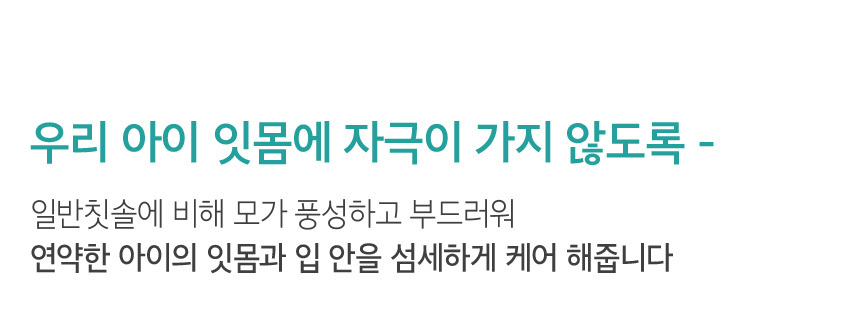 우리 아이 잇몸에 자극이 가지 않도록 -
일반칫솔에 비해 모가 풍성하고 부드러워
연약한 아이의 잇몸과 입 안을 섬세하게 케어 해줍니다